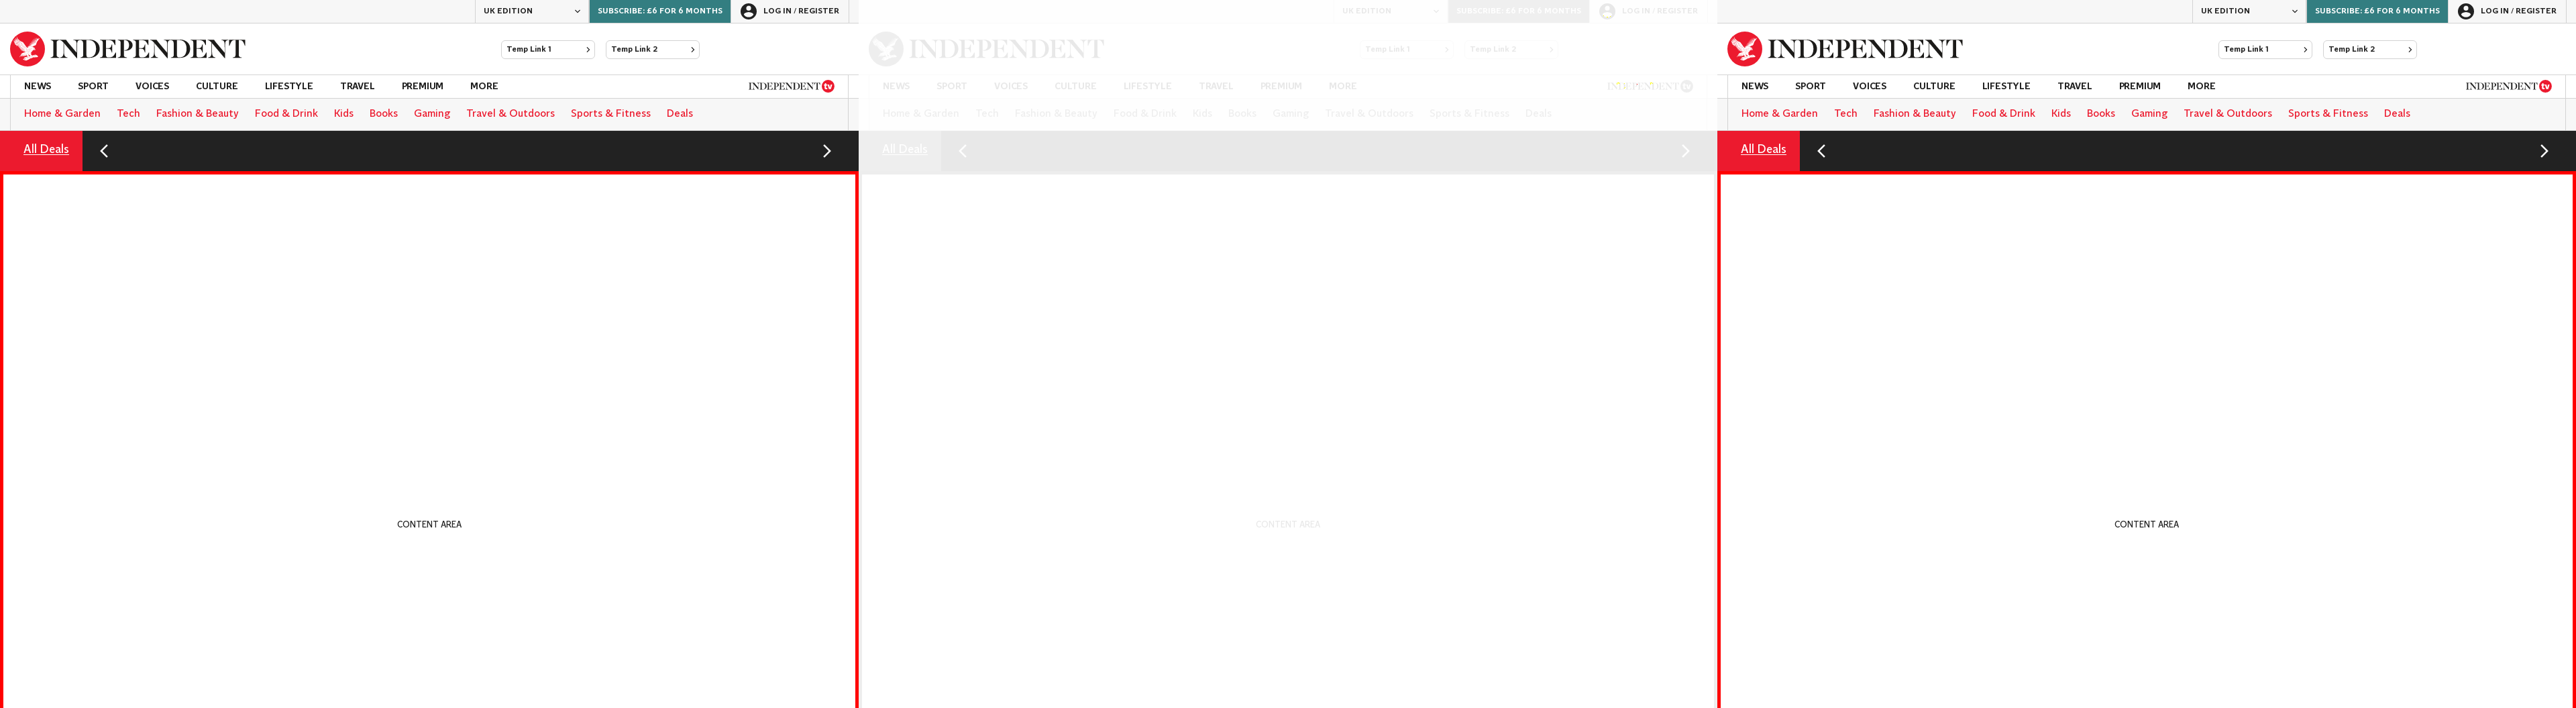 UK EDITION SUBSCRIBE: £6 FOR 6 MONTHS LOG IN / REGISTER
INDEPENDENT Temp Link 1 Temp Link 2
NEWS SPORT VOICES CULTURE LIFESTYLE TRAVEL PREMIUM MORE INDEPENDENT tv
Home & Garden Tech Fashion & Beauty Food & Drink Kids Books Gaming Travel & Outdoors Sports & Fitness Deals
All Deals
CONTENT AREA
UK EDITION SUBSCRIBE: £6 FOR 6 MONTHS LOG IN / REGISTER
INDEPENDENT Temp Link 1 Temp Link 2
NEWS SPORT VOICES CULTURE LIFESTYLE TRAVEL PREMIUM MORE INDEPENDENT tv
Home & Garden Tech Fashion & Beauty Food & Drink Kids Books Gaming Travel & Outdoors Sports & Fitness Deals
All Deals
CONTENT AREA
UK EDITION SUBSCRIBE: £6 FOR 6 MONTHS LOG IN / REGISTER
INDEPENDENT Temp Link 1 Temp Link 2
NEWS SPORT VOICES CULTURE LIFESTYLE TRAVEL PREMIUM MORE INDEPENDENT tv
Home & Garden Tech Fashion & Beauty Food & Drink Kids Books Gaming Travel & Outdoors Sports & Fitness Deals
All Deals
CONTENT AREA